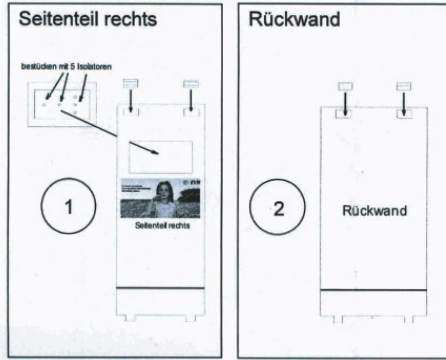 Seitenteil rechts
bestücken mit 5 Isolatoren
1
Seitenteil rechts
Rückwand
2
Rückwand